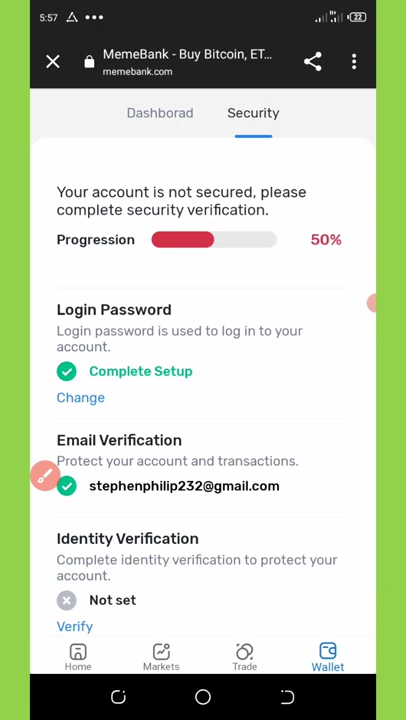 5:57
22
MemeBank - Buy Bitcoin, ET...
memebank.com
Dashborad Security
Your account is not secured, please
complete security verification.
Progression 50%
Login Password
Login password is used to log in to your
account.
Complete Setup
Change
Email Verification
Protect your account and transactions.
stephenphilip232@gmail.com
Identity Verification
Complete identity verification to protect your
account.
Not set
Verify
Home Markets Trade Wallet